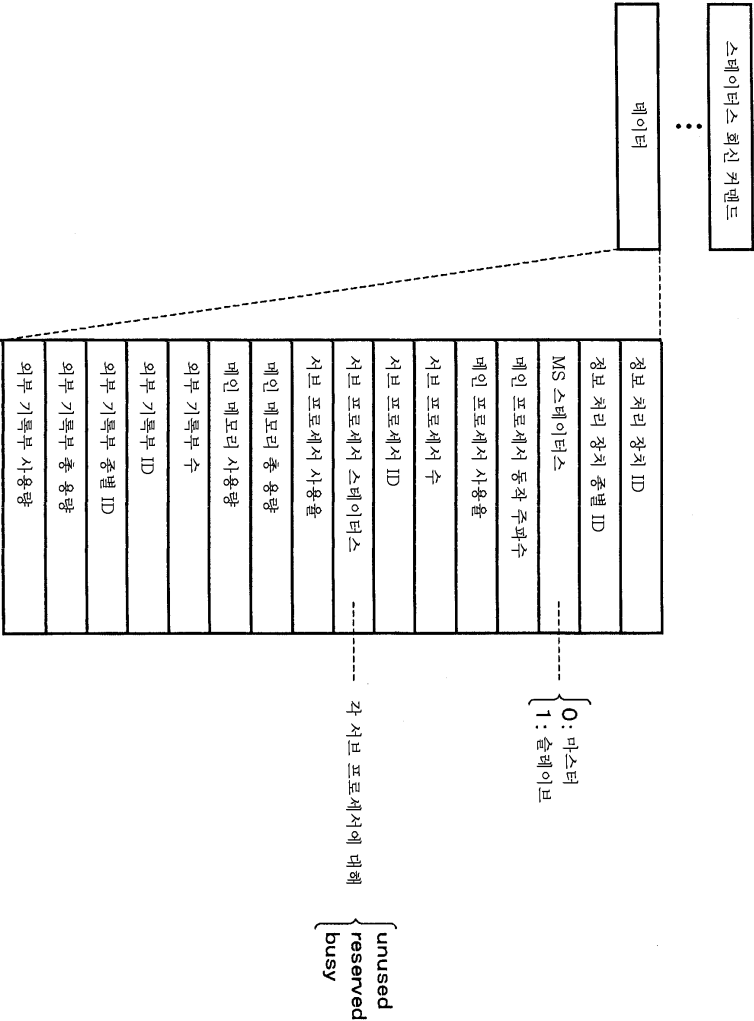 스테이터스 회신 커맨드
⋮
데이터
정보 처리 장치 ID
정보 처리 장치 종별 ID
MS 스테이터스
0: 마스터
1: 슬레이브
메인 프로세서 동작 주파수
메인 프로세서 사용율
서브 프로세서 수
서브 프로세서 ID
서브 프로세서 스테이터스
각 서브 프로세서에 대해
unused
reserved
busy
서브 프로세서 사용율
메인 메모리 총 용량
메인 메모리 사용량
외부 기록부 수
외부 기록부 ID
외부 기록부 종별 ID
외부 기록부 총 용량
외부 기록부 사용량